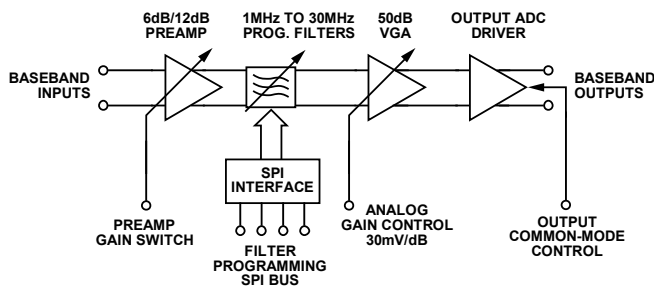 6dB/12dB
PREAMP
1MHz TO 30MHz
PROG. FILTERS
50dB
VGA
OUTPUT ADC
DRIVER
BASEBAND
INPUTS
BASEBAND
OUTPUTS
SPI
INTERFACE
PREAMP
GAIN SWITCH
FILTER
PROGRAMMING
SPI BUS
ANALOG
GAIN CONTROL
30mV/dB
OUTPUT
COMMON-MODE
CONTROL